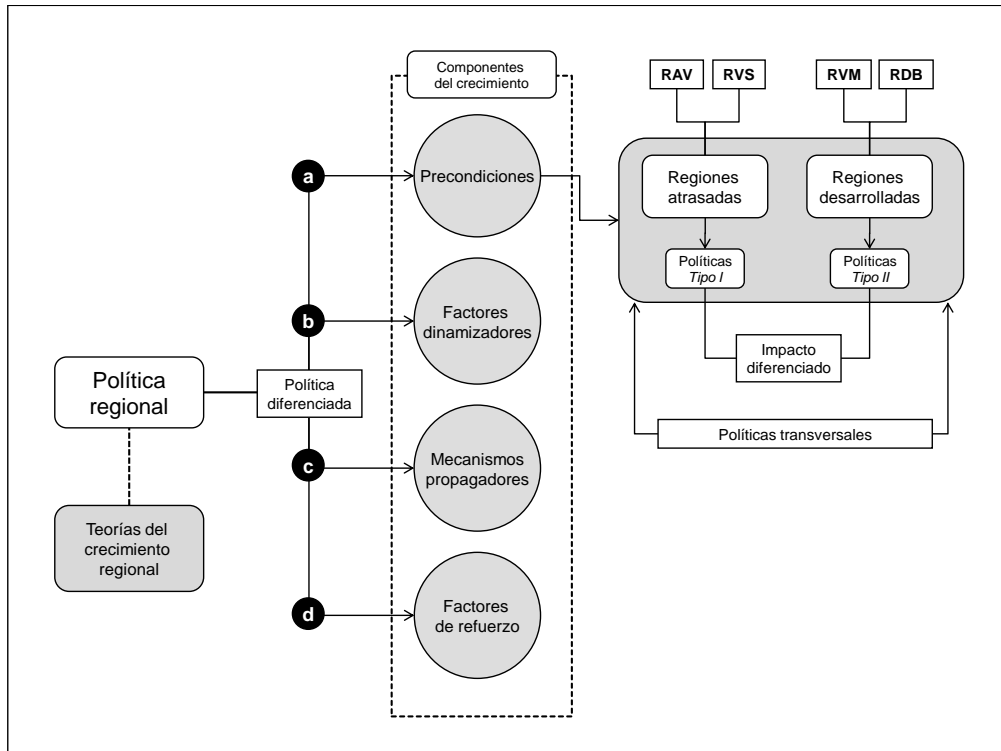 Componentes
del crecimiento
RAV
RVS
RVM
RDB
a
Precondiciones
Regiones
atrasadas
Regiones
desarrolladas
Políticas
Tipo I
Políticas
Tipo II
b
Factores
dinamizadores
Impacto
diferenciado
Política
regional
Política
diferenciada
Políticas transversales
c
Mecanismos
propagadores
Teorías del
crecimiento
regional
d
Factores
de refuerzo